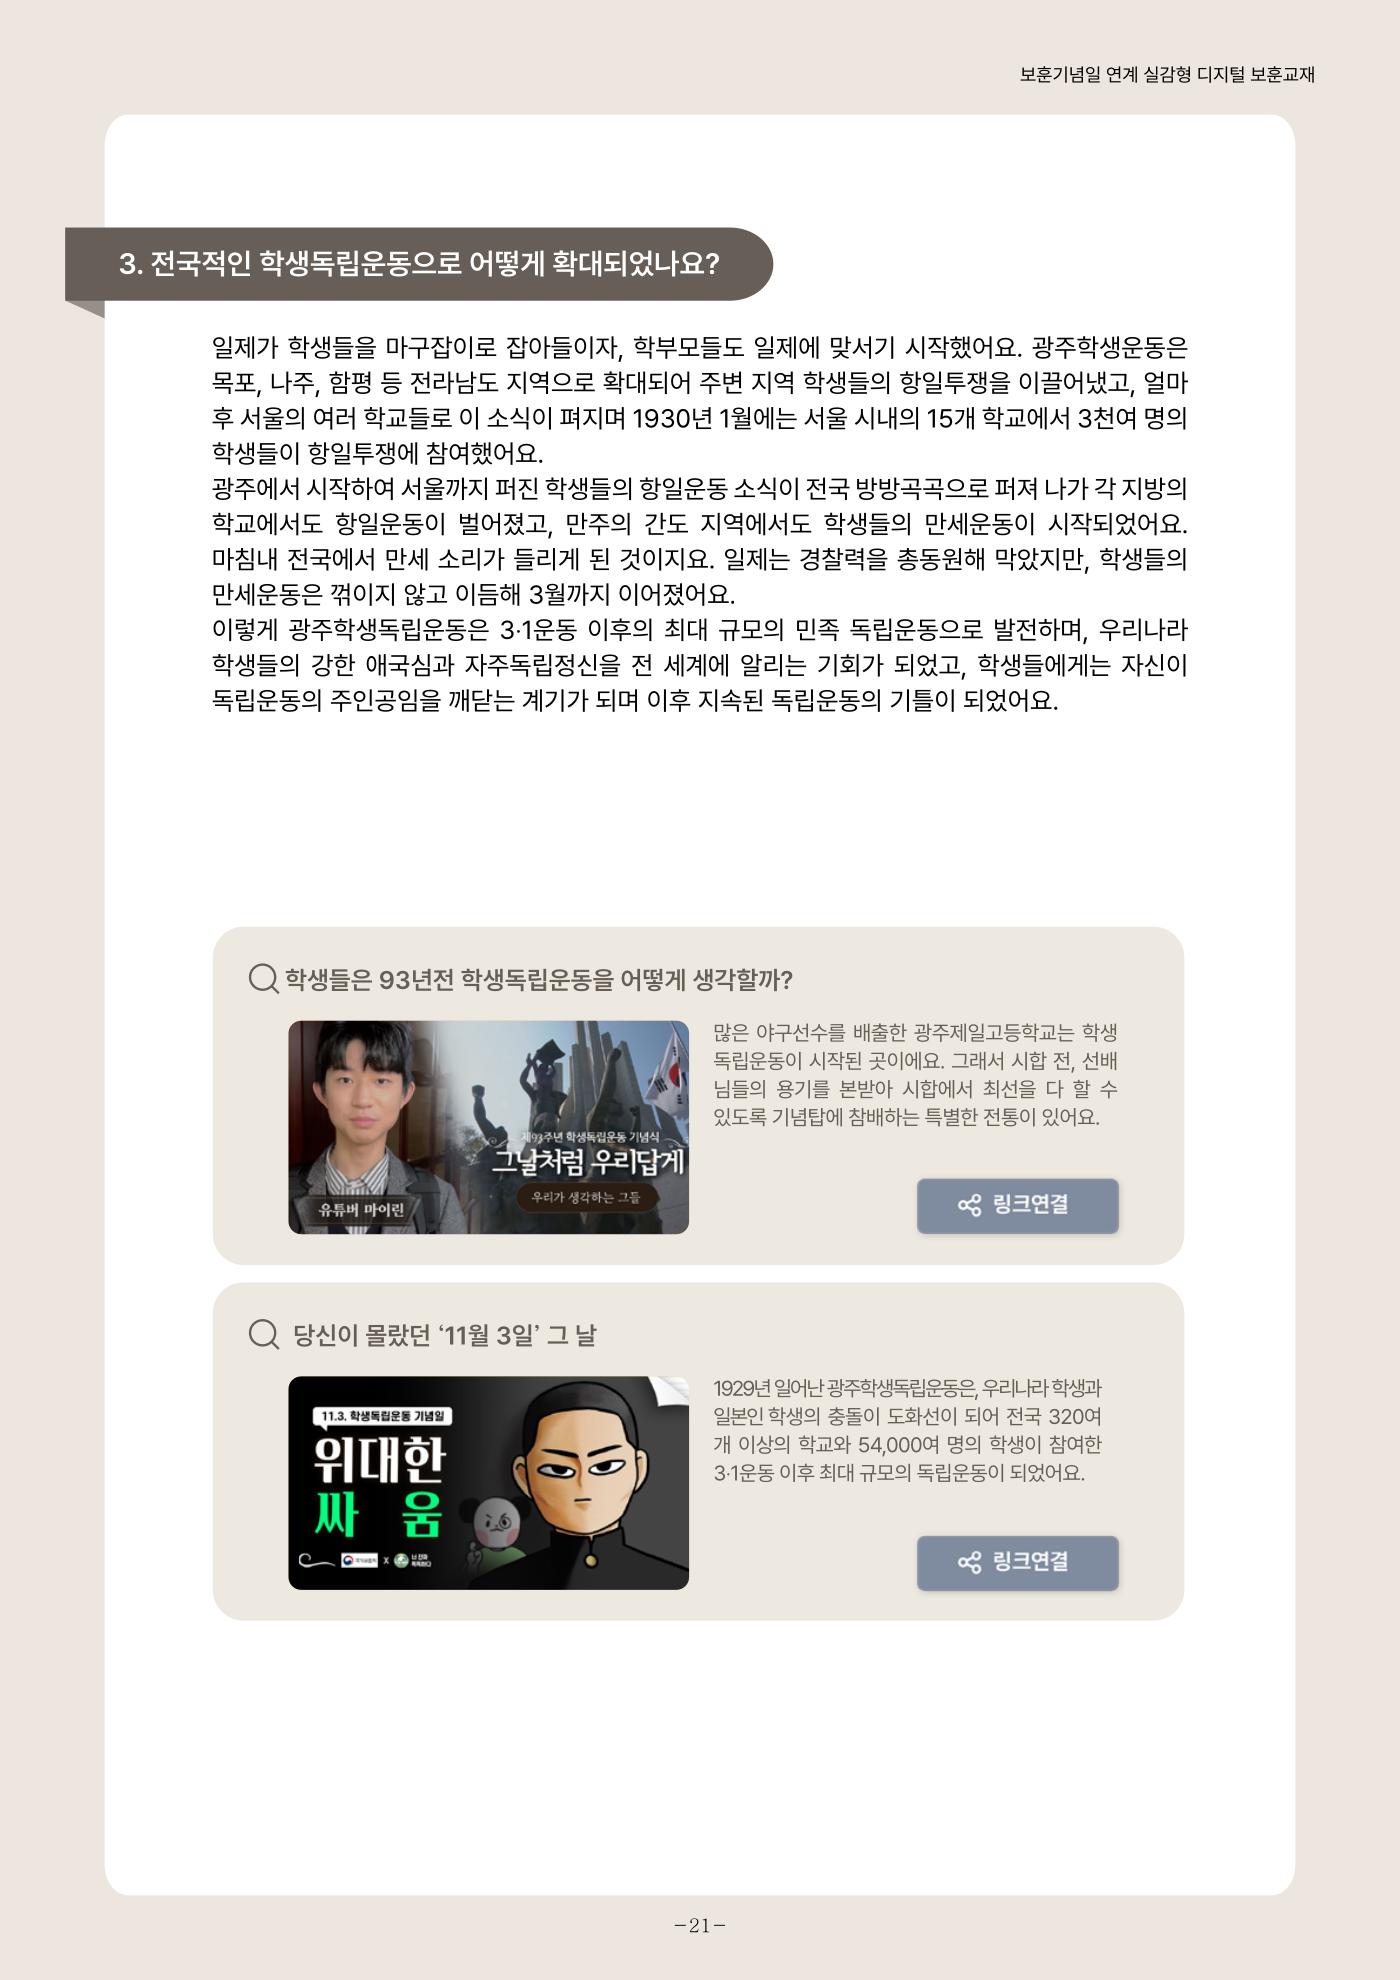 보훈기념일 연계 실감형 디지털 보훈교재
3. 전국적인 학생독립운동으로 어떻게 확대되었나요?
일제가 학생들을 마구잡이로 잡아들이자, 학부모들도 일제에 맞서기 시작했어요. 광주학생운동은
목포, 나주, 함평 등 전라남도 지역으로 확대되어 주변 지역 학생들의 항일투쟁을 이끌어냈고, 얼마
후 서울의 여러 학교들로 이 소식이 펴지며 1930년 1월에는 서울 시내의 15개 학교에서 3천여 명의
학생들이 항일투쟁에 참여했어요.
광주에서 시작하여 서울까지 퍼진 학생들의 항일운동 소식이 전국 방방곡곡으로 퍼져 나가 각 지방의
학교에서도 항일운동이 벌어졌고, 만주의 간도 지역에서도 학생들의 만세운동이 시작되었어요.
마침내 전국에서 만세 소리가 들리게 된 것이지요. 일제는 경찰력을 총동원해 막았지만, 학생들의
만세운동은 꺾이지 않고 이듬해 3월까지 이어졌어요.
이렇게 광주학생독립운동은 3·1운동 이후의 최대 규모의 민족 독립운동으로 발전하며, 우리나라
학생들의 강한 애국심과 자주독립정신을 전 세계에 알리는 기회가 되었고, 학생들에게는 자신이
독립운동의 주인공임을 깨닫는 계기가 되며 이후 지속된 독립운동의 기틀이 되었어요.
학생들은 93년전 학생독립운동을 어떻게 생각할까?
제93주년 학생독립운동 기념식
그날처럼 우리답게
우리가 생각하는 그들
유튜버 마이린
많은 야구선수를 배출한 광주제일고등학교는 학생
독립운동이 시작된 곳이에요. 그래서 시합 전, 선배
님들의 용기를 본받아 시합에서 최선을 다 할 수
있도록 기념탑에 참배하는 특별한 전통이 있어요.
링크연결
당신이 몰랐던 ‘11월 3일’ 그 날
11.3. 학생독립운동 기념일
위대한
싸 움
국가보훈처 X
1929년 일어난 광주학생독립운동은, 우리나라 학생과
일본인 학생의 충돌이 도화선이 되어 전국 320여
개 이상의 학교와 54,000여 명의 학생이 참여한
3·1운동 이후 최대 규모의 독립운동이 되었어요.
링크연결
-21-